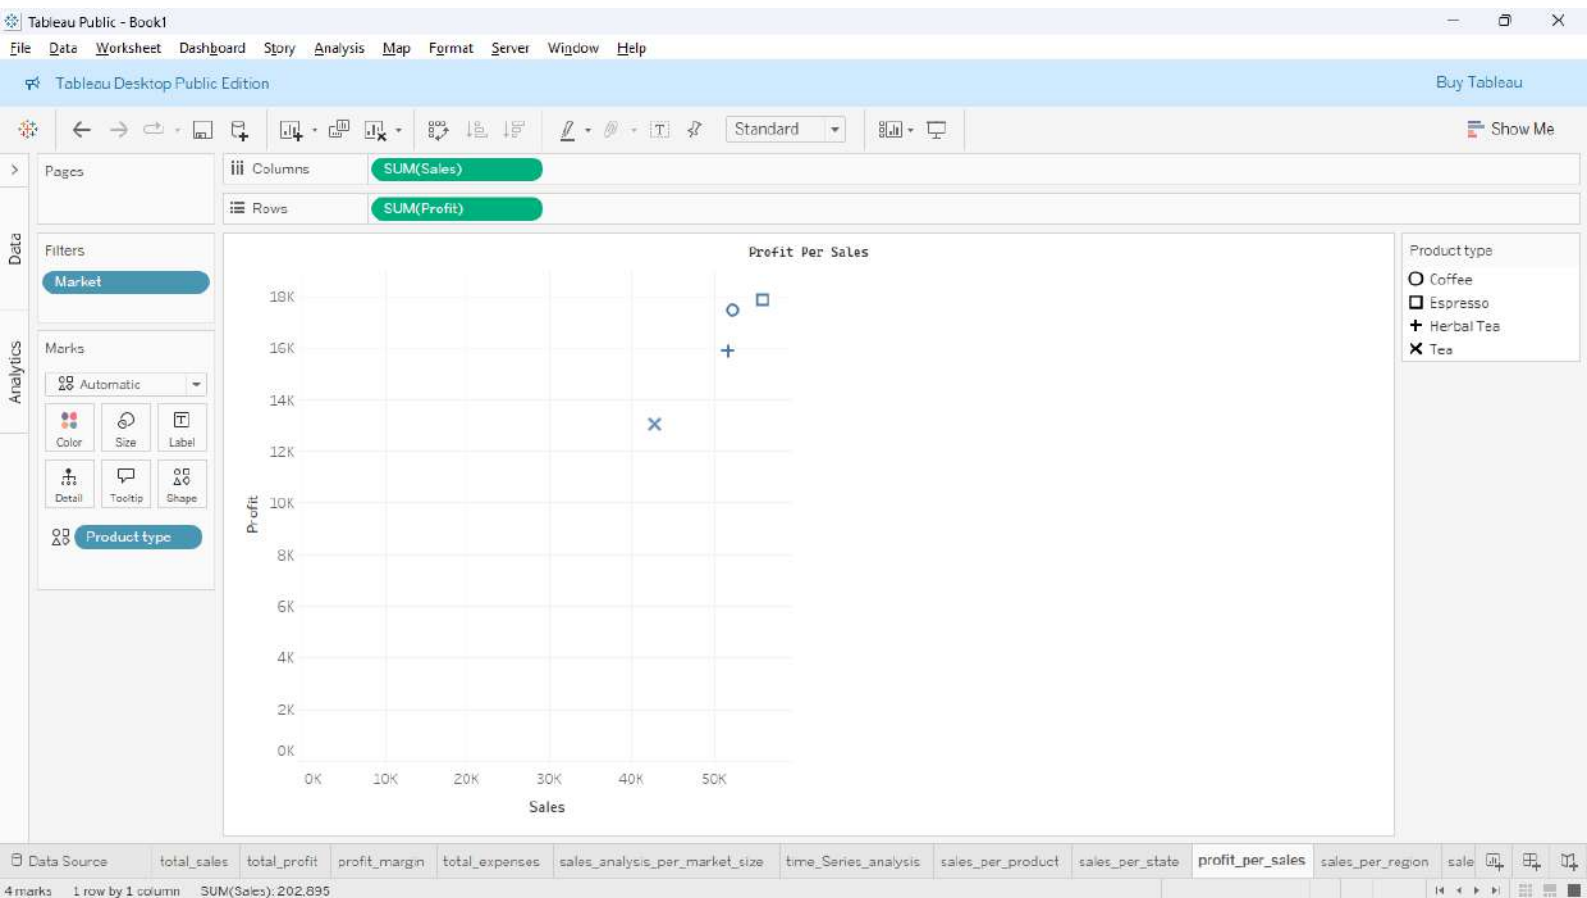 Tableau Public - Book1
File Data Worksheet Dashboard Story Analysis Map Format Server Window Help
Tableau Desktop Public Edition Buy Tableau
Standard Show Me
Pages
Columns SUM(Sales)
Rows SUM(Profit)
Data
Analytics
Filters
Market
Marks
Automatic
Color Size Label
Detail Tooltip Shape
Product type
Profit Per Sales
18K
16K
14K
12K
10K
8K
6K
4K
2K
0K
Profit
0K 10K 20K 30K 40K 50K
Sales
Product type
Coffee
Espresso
Herbal Tea
Tea
Data Source total_sales total_profit profit_margin total_expenses sales_analysis_per_market_size time_Series_analysis sales_per_product sales_per_state profit_per_sales sales_per_region sale
4 marks 1 row by 1 column SUM(Sales): 202,895